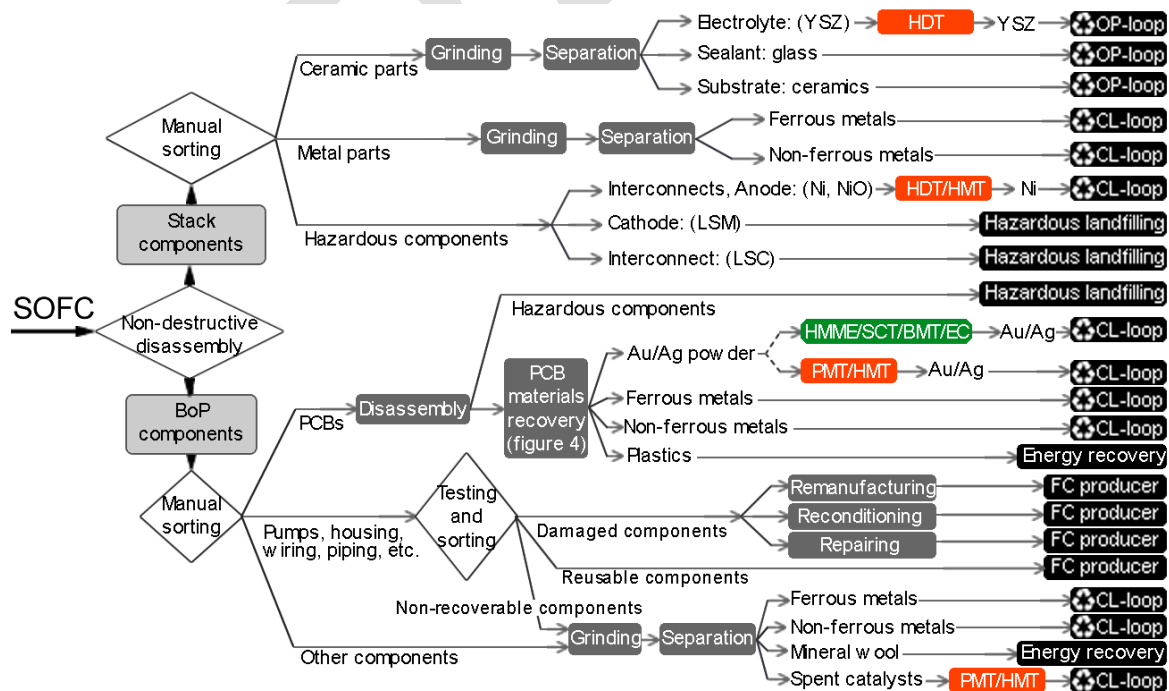 Electrolyte: (YSZ) HDT YSZ OP-loop
Ceramic parts Grinding Separation Sealant: glass OP-loop
Substrate: ceramics OP-loop
Manual
sorting
Metal parts Grinding Separation Ferrous metals CL-loop
Non-ferrous metals CL-loop
Interconnects, Anode: (Ni, NiO) HDT/HMT Ni CL-loop
Stack
components
Hazardous components Cathode: (LSM) Hazardous landfilling
Interconnect: (LSC) Hazardous landfilling
SOFC
Non-destructive
disassembly
Hazardous components Hazardous landfilling
HMME/SCT/BMT/EC Au/Ag CL-loop
Au/Ag powder
PMT/HMT Au/Ag CL-loop
BoP
components
PCBs Disassembly
PCB
materials
recovery
(figure 4)
Ferrous metals CL-loop
Non-ferrous metals CL-loop
Plastics Energy recovery
Manual
sorting
Pumps, housing,
wiring, piping, etc.
Testing
and
sorting
Damaged components
Remanufacturing FC producer
Reconditioning FC producer
Repairing FC producer
Reusable components FC producer
Non-recoverable components
Other components Grinding Separation
Ferrous metals CL-loop
Non-ferrous metals CL-loop
Mineral wool Energy recovery
Spent catalysts PMT/HMT CL-loop